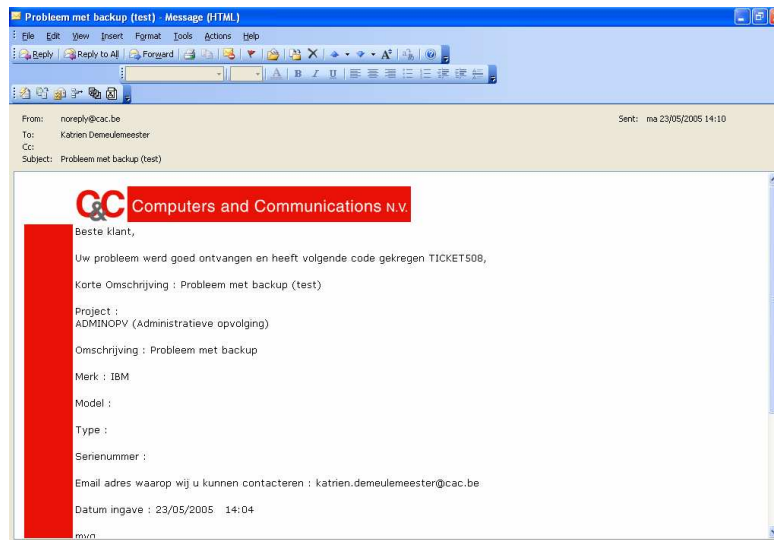 Probleem met backup (test) - Message (HTML)
File Edit View Insert Format Tools Actions Help
Reply Reply to All Forward
A B I U
From: noreply@cac.be Sent: ma 23/05/2005 14:10
To: Katrien Demeulemeester
Cc:
Subject: Probleem met backup (test)
C&C Computers and Communications N.V.
Beste klant,
Uw probleem werd goed ontvangen en heeft volgende code gekregen TICKET508,
Korte Omschrijving : Probleem met backup (test)
Project :
ADMINOPV (Administratieve opvolging)
Omschrijving : Probleem met backup
Merk : IBM
Model :
Type :
Serienummer :
Email adres waarop wij u kunnen contacteren : katrien.demeulemeester@cac.be
Datum ingave : 23/05/2005 14:04
mvg